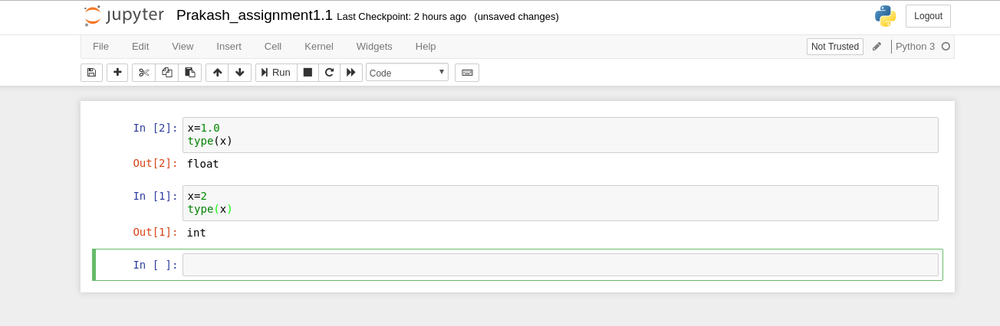 jupyter Prakash_assignment1.1 Last Checkpoint: 2 hours ago (unsaved changes) Logout
File Edit View Insert Cell Kernel Widgets Help Not Trusted Python 3
Run Code
In [2]: x=1.0
type(x)
Out[2]: float
In [1]: x=2
type(x)
Out[1]: int
In [ ]: